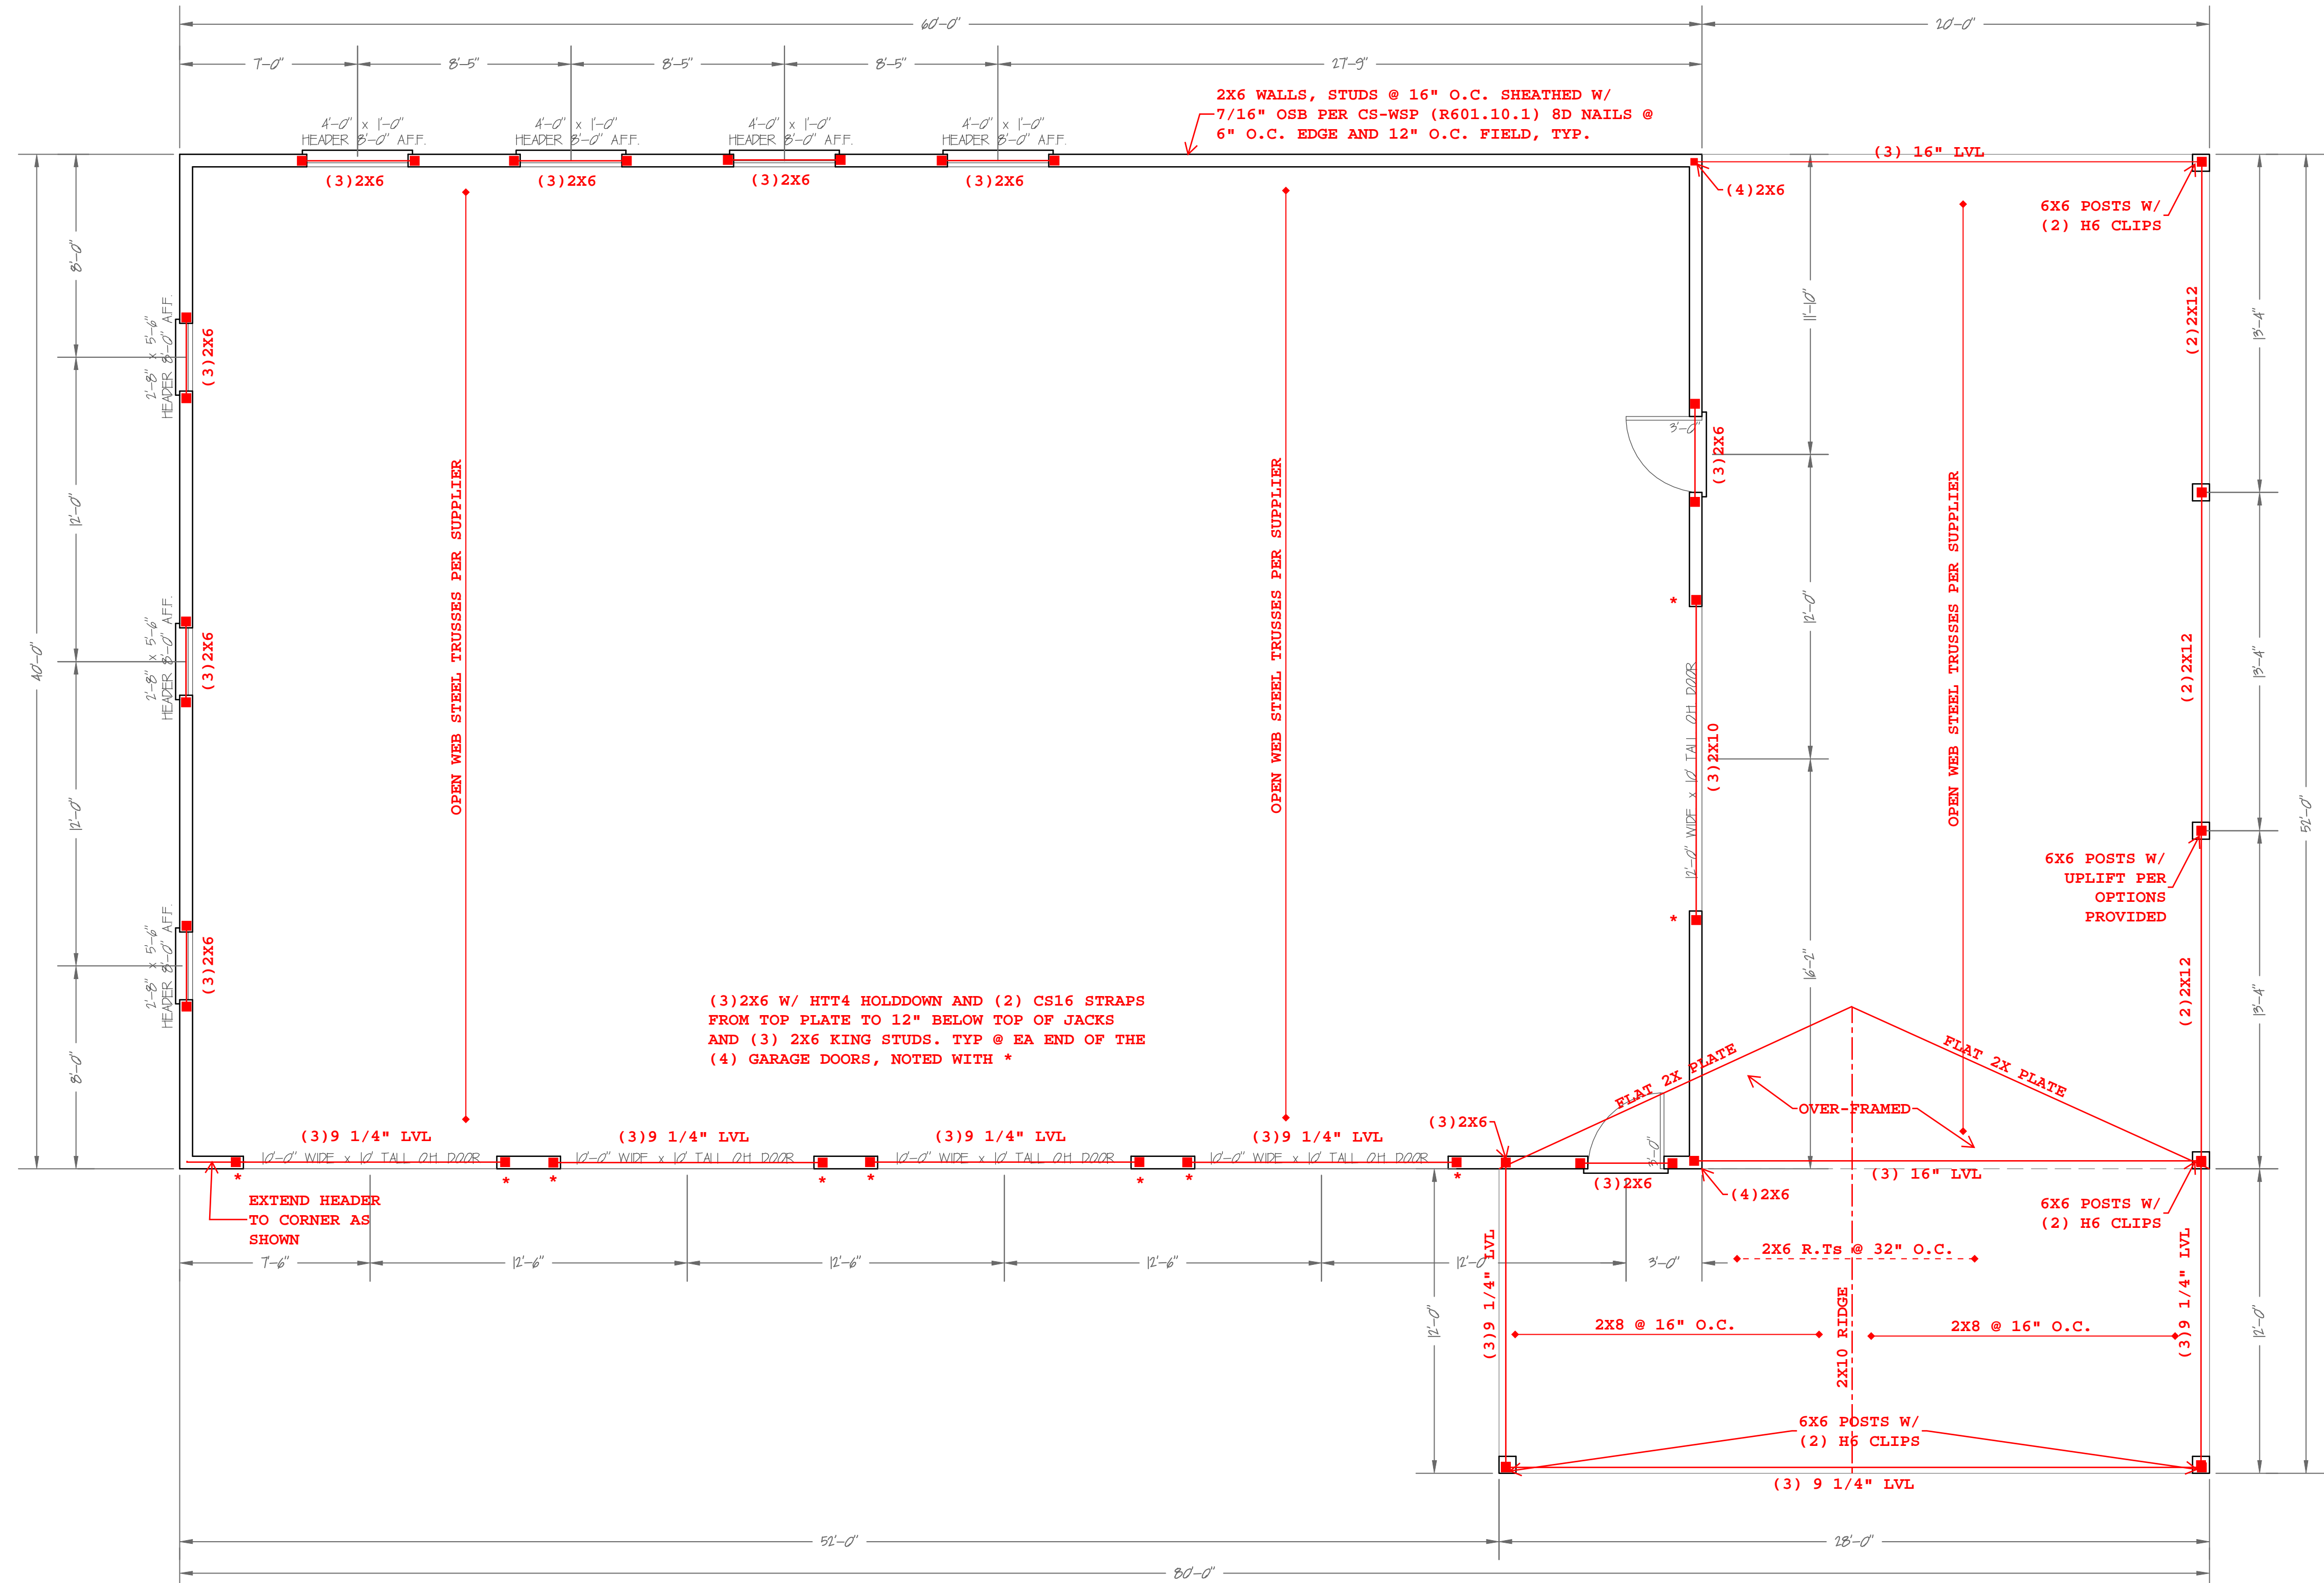 60'-0"
20'-0"
7'-0"
8'-5"
8'-5"
8'-5"
27'-9"
2X6 WALLS, STUDS @ 16" O.C. SHEATHED W/
7/16" OSB PER CS-WSP (R601.10.1) 8D NAILS @
6" O.C. EDGE AND 12" O.C. FIELD, TYP.
4'-0" x 1'-0"
HEADER 8'-0" A.F.F.
4'-0" x 1'-0"
HEADER 8'-0" A.F.F.
4'-0" x 1'-0"
HEADER 8'-0" A.F.F.
4'-0" x 1'-0"
HEADER 8'-0" A.F.F.
(3)2X6
(3)2X6
(3)2X6
(3)2X6
(3) 16" LVL
(4)2X6
6X6 POSTS W/
(2) H6 CLIPS
8'-0"
12'-0"
12'-0"
8'-0"
40'-0"
2'-8" x 5'-6"
HEADER 8'-0" A.F.F.
(3)2X6
2'-8" x 5'-6"
HEADER 8'-0" A.F.F.
(3)2X6
2'-8" x 5'-6"
HEADER 8'-0" A.F.F.
(3)2X6
OPEN WEB STEEL TRUSSES PER SUPPLIER
OPEN WEB STEEL TRUSSES PER SUPPLIER
OPEN WEB STEEL TRUSSES PER SUPPLIER
3'-0"
(3)2X6
11'-10"
12'-0"
16'-2"
*
12'-0" WIDE x 10' TALL O.H. DOOR
(3)2X10
*
(2)2X12
(2)2X12
(2)2X12
13'-4"
13'-4"
13'-4"
12'-0"
52'-0"
6X6 POSTS W/
UPLIFT PER
OPTIONS
PROVIDED
(3)2X6 W/ HTT4 HOLDDOWN AND (2) CS16 STRAPS
FROM TOP PLATE TO 12" BELOW TOP OF JACKS
AND (3) 2X6 KING STUDS. TYP @ EA END OF THE
(4) GARAGE DOORS, NOTED WITH *
FLAT 2X PLATE
FLAT 2X PLATE
OVER-FRAMED
(3)2X6
(3)9 1/4" LVL
(3)9 1/4" LVL
(3)9 1/4" LVL
(3)9 1/4" LVL
10'-0" WIDE x 10' TALL O.H. DOOR
10'-0" WIDE x 10' TALL O.H. DOOR
10'-0" WIDE x 10' TALL O.H. DOOR
10'-0" WIDE x 10' TALL O.H. DOOR
3'-0"
*
*
*
*
*
*
*
*
(3)2X6
(4)2X6
(3) 16" LVL
6X6 POSTS W/
(2) H6 CLIPS
EXTEND HEADER
TO CORNER AS
SHOWN
7'-6"
12'-6"
12'-6"
12'-6"
12'-0"
3'-0"
12'-0"
(3)9 1/4" LVL
2X6 R.Ts @ 32" O.C.
2X8 @ 16" O.C.
2X10 RIDGE
2X8 @ 16" O.C.
(3)9 1/4" LVL
6X6 POSTS W/
(2) H6 CLIPS
(3) 9 1/4" LVL
52'-0"
28'-0"
80'-0"